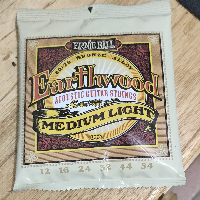 ERNIE BALL
80/20 BRONZE ALLOY
Earthwood
ACOUSTIC GUITAR STRINGS
MEDIUM LIGHT
12 16 24 32 44 54